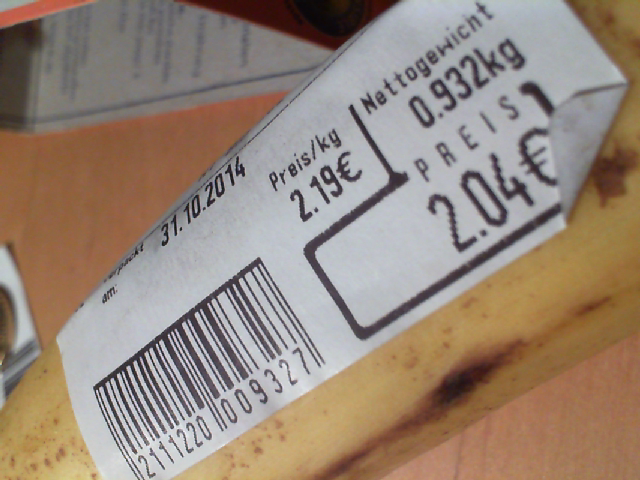 Nettogewicht
0.932kg
Preis/kg
2.19€
PREIS
2.04€
31.10.2014
am:
2111220 009327